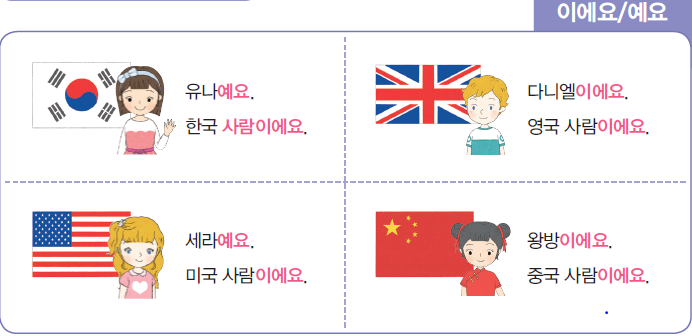 이에요/예요
유나예요.
한국 사람이에요.
다니엘이에요.
영국 사람이에요.
세라예요.
미국 사람이에요.
왕방이에요.
중국 사람이에요.